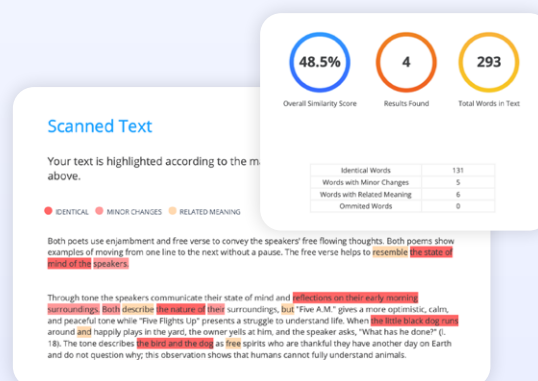 48.5%
4
293
Overall Similarity Score
Results Found
Total Words in Text
Identical Words 131
Words with Minor Changes 5
Words with Related Meaning 6
Ommited Words 0
Scanned Text
Your text is highlighted according to the ma
above.
IDENTICAL MINOR CHANGES RELATED MEANING
Both poets use enjambment and free verse to convey the speakers' free flowing thoughts. Both poems show
examples of moving from one line to the next without a pause. The free verse helps to resemble the state of
mind of the speakers.
Through tone the speakers communicate their state of mind and reflections on their early morning
surroundings. Both describe the nature of their surroundings, but "Five A.M." gives a more optimistic, calm,
and peaceful tone while "Five Flights Up" presents a struggle to understand life. When the little black dog runs
around and happily plays in the yard, the owner yells at him, and the speaker asks, "What has he done?" (l.
18). The tone describes the bird and the dog as free spirits who are thankful they have another day on Earth
and do not question why; this observation shows that humans cannot fully understand animals.